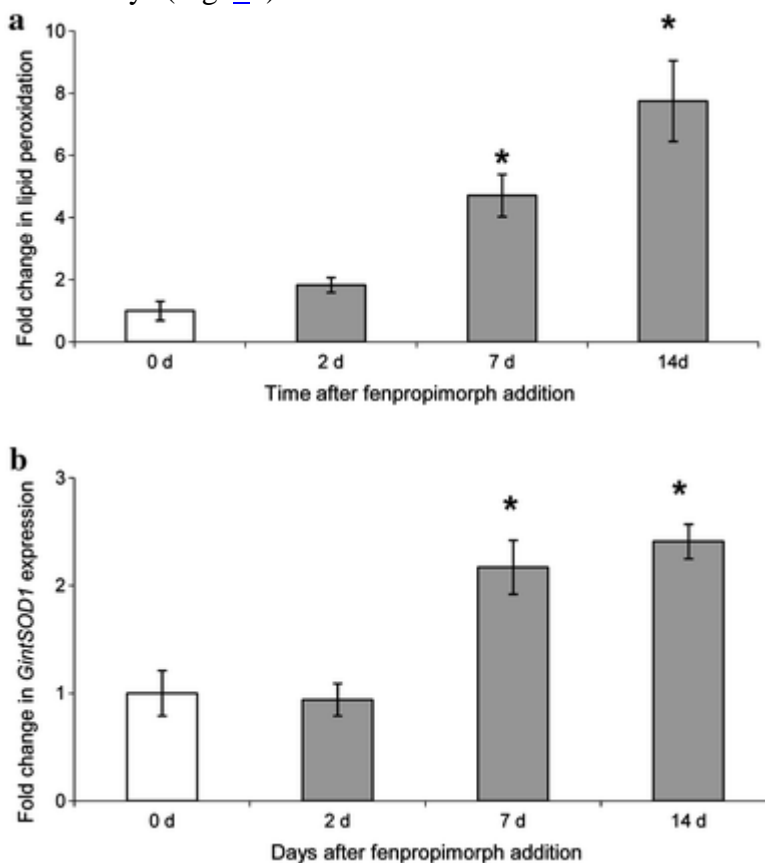 a
10
8
6
4
2
0
Fold change in lipid peroxidation
*
*
0 d 2 d 7 d 14d
Time after fenpropimorph addition
b
3
2
1
0
Fold change in GintSOD1 expression
*
*
0 d 2 d 7 d 14 d
Days after fenpropimorph addition